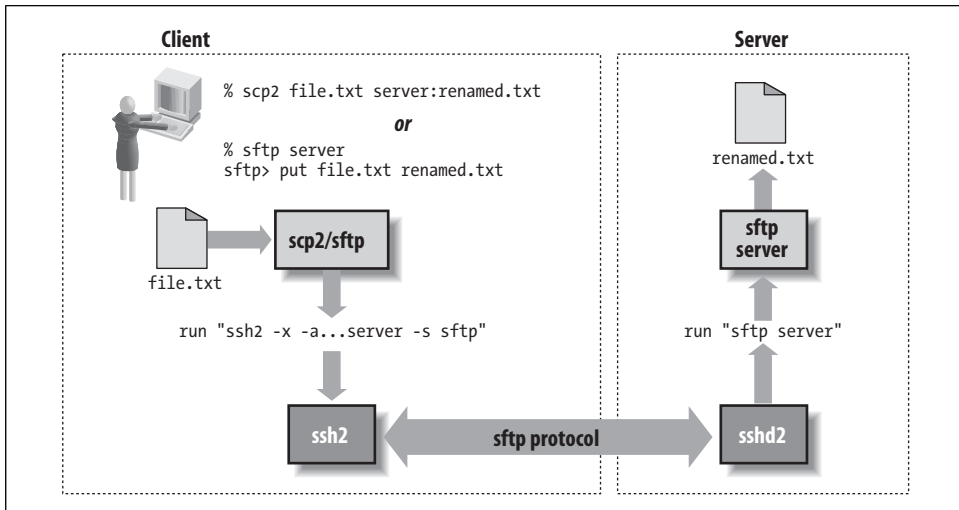 Client
% scp2 file.txt server:renamed.txt
or
% sftp server
sftp> put file.txt renamed.txt
file.txt
scp2/sftp
run "ssh2 -x -a...server -s sftp"
ssh2
sftp protocol
Server
renamed.txt
sftp
server
run "sftp server"
sshd2